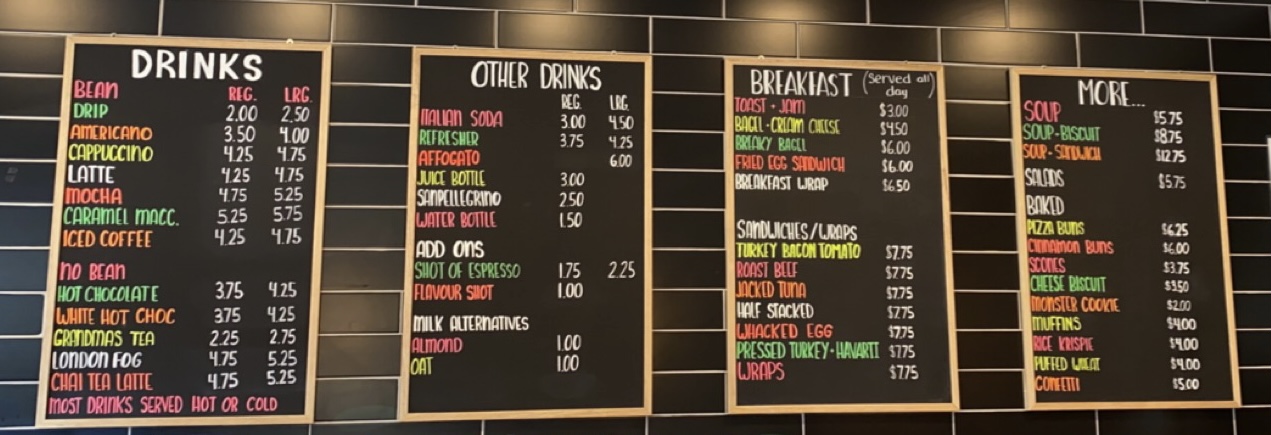 DRINKS
BEAN REG. LRG.
DRIP 2.00 2.50
AMERICANO 3.50 4.00
CAPPUCCINO 4.25 4.75
LATTE 4.25 4.75
MOCHA 4.75 5.25
CARAMEL MACC. 5.25 5.75
ICED COFFEE 4.25 4.75
NO BEAN
HOT CHOCOLATE 3.75 4.25
WHITE HOT CHOC 3.75 4.25
GRANDMAS TEA 2.25 2.75
LONDON FOG 4.75 5.25
CHAI TEA LATTE 4.75 5.25
MOST DRINKS SERVED HOT OR COLD
OTHER DRINKS
REG. LRG.
ITALIAN SODA 3.00 4.50
REFRESHER 3.75 4.25
AFFOGATO 6.00
JUICE BOTTLE 3.00
SANPELLEGRINO 2.50
WATER BOTTLE 1.50
ADD ONS
SHOT OF ESPRESSO 1.75 2.25
FLAVOUR SHOT 1.00
MILK ALTERNATIVES
ALMOND 1.00
OAT 1.00
BREAKFAST (Served all day)
TOAST + JAM $3.00
BAGEL + CREAM CHEESE $4.50
BREAKY BAGEL $6.00
FRIED EGG SANDWICH $6.00
BREAKFAST WRAP $6.50
SANDWICHES/WRAPS
TURKEY BACON TOMATO $7.75
ROAST BEEF $7.75
JACKED TUNA $7.75
HALF STACKED $7.75
WHACKED EGG $7.75
PRESSED TURKEY + HAVARTI $7.75
WRAPS $7.75
MORE...
SOUP $5.75
SOUP + BISCUIT $8.75
SOUP + SANDWICH $12.75
SALADS $5.75
BAKED
PIZZA BUNS $6.25
CINNAMON BUNS $6.00
SCONES $3.75
CHEESE BISCUIT $3.50
MONSTER COOKIE $2.00
MUFFINS $4.00
RICE KRISPIE $4.00
PUFFED WHEAT $4.00
CONFETTI $5.00